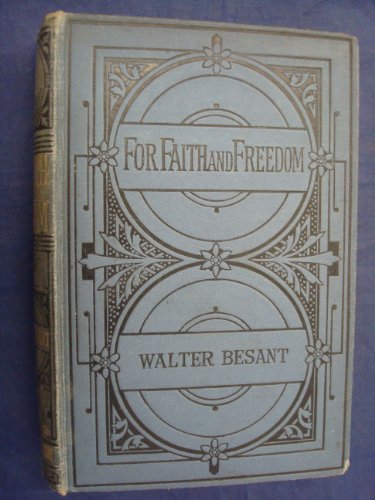 FOR FAITH AND FREEDOM
WALTER BESANT